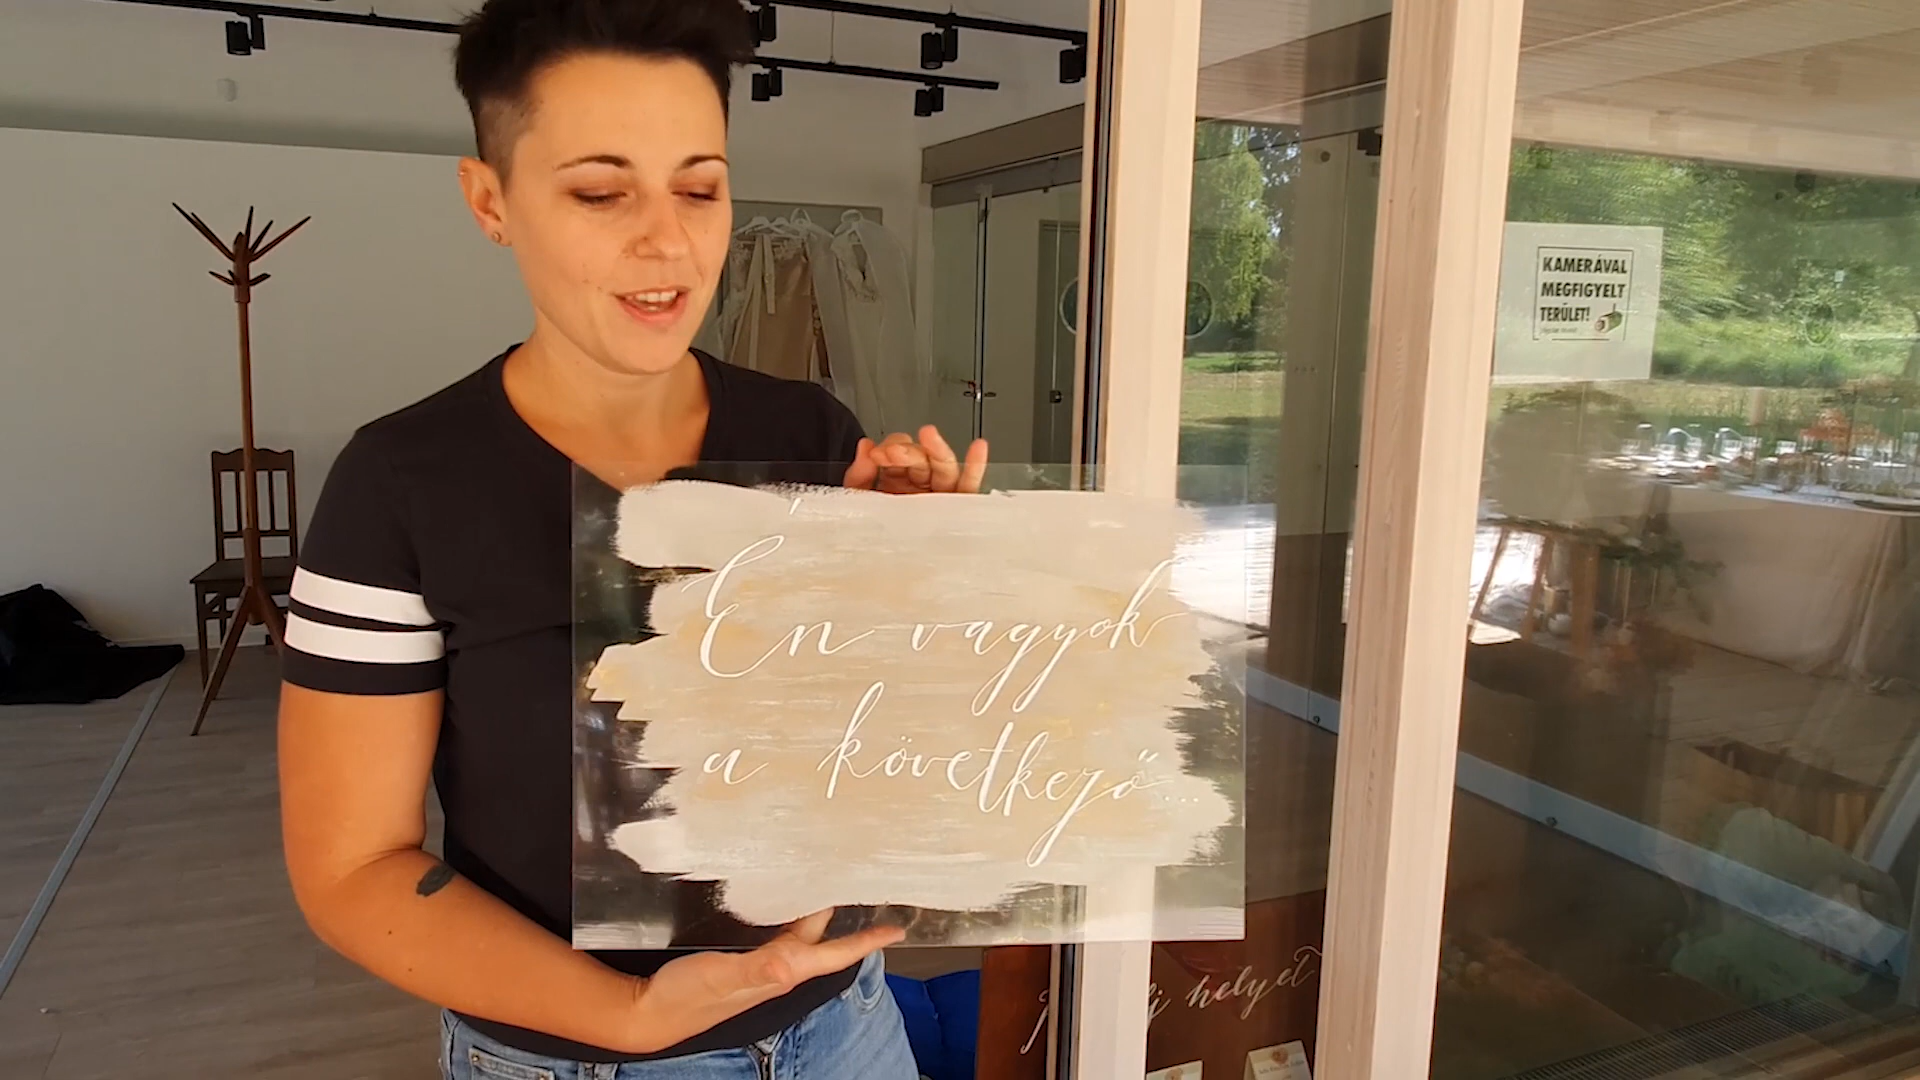 Én vagyok
a következő...
KAMERÁVAL
MEGFIGYELT
TERÜLET!
helyet